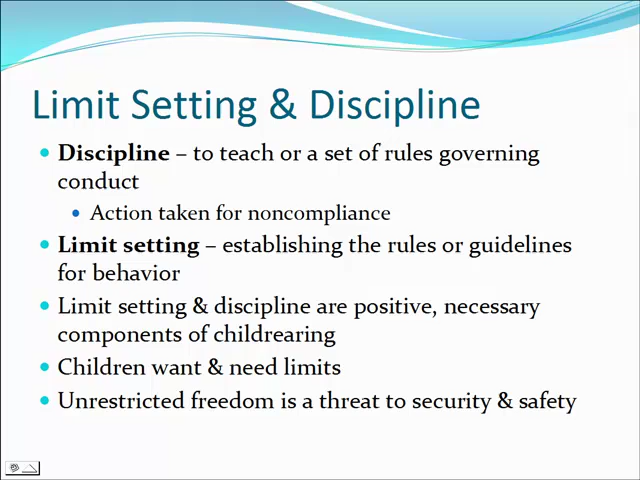 Limit Setting & Discipline
• Discipline – to teach or a set of rules governing
conduct
• Action taken for noncompliance
• Limit setting – establishing the rules or guidelines
for behavior
• Limit setting & discipline are positive, necessary
components of childrearing
• Children want & need limits
• Unrestricted freedom is a threat to security & safety